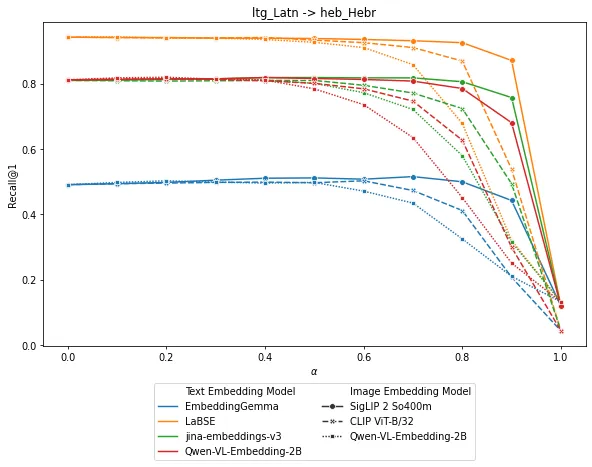 ltg_Latn -> heb_Hebr
Recall@1
0.8
0.6
0.4
0.2
0.0
0.0 0.2 0.4 0.6 0.8 1.0
α
Text Embedding Model
EmbeddingGemma
LaBSE
jina-embeddings-v3
Qwen-VL-Embedding-2B
Image Embedding Model
SigLIP 2 So400m
CLIP ViT-B/32
Qwen-VL-Embedding-2B